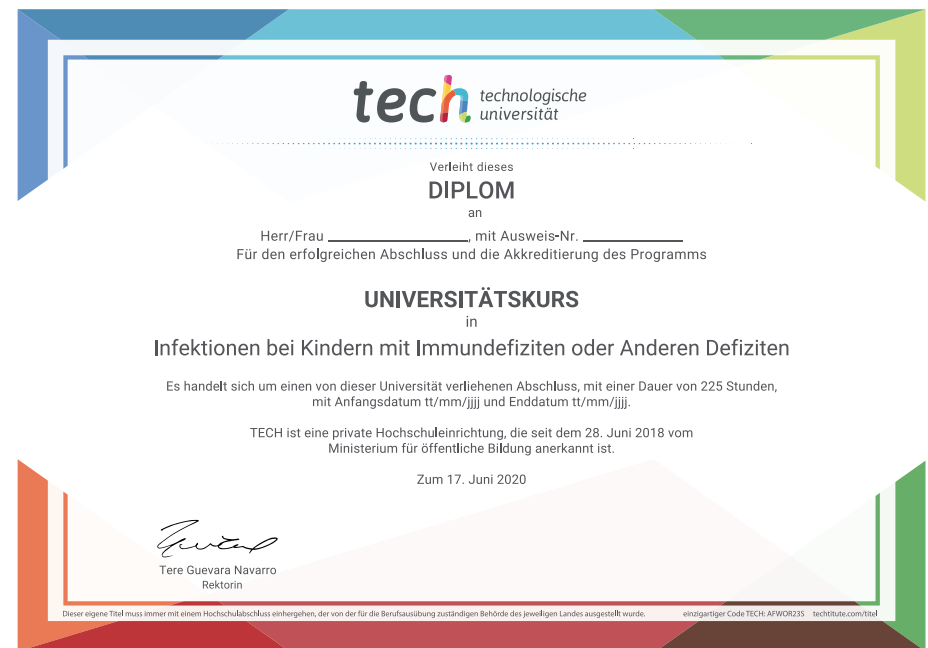 tech technologische
universität
Verleiht dieses
DIPLOM
an
Herr/Frau ____________, mit Ausweis-Nr. ____________
Für den erfolgreichen Abschluss und die Akkreditierung des Programms
UNIVERSITÄTSKURS
in
Infektionen bei Kindern mit Immundefiziten oder Anderen Defiziten
Es handelt sich um einen von dieser Universität verliehenen Abschluss, mit einer Dauer von 225 Stunden,
mit Anfangsdatum tt/mm/jjjj und Enddatum tt/mm/jjjj.
TECH ist eine private Hochschuleinrichtung, die seit dem 28. Juni 2018 vom
Ministerium für öffentliche Bildung anerkannt ist.
Zum 17. Juni 2020
Tere Guevara Navarro
Rektorin
Dieser eigene Titel muss immer mit einem Hochschulabschluss einhergehen, der von der für die Berufsausübung zuständigen Behörde des jeweiligen Landes ausgestellt wurde. einzigartiger Code TECH: AFWOR23S techtitute.com/titel